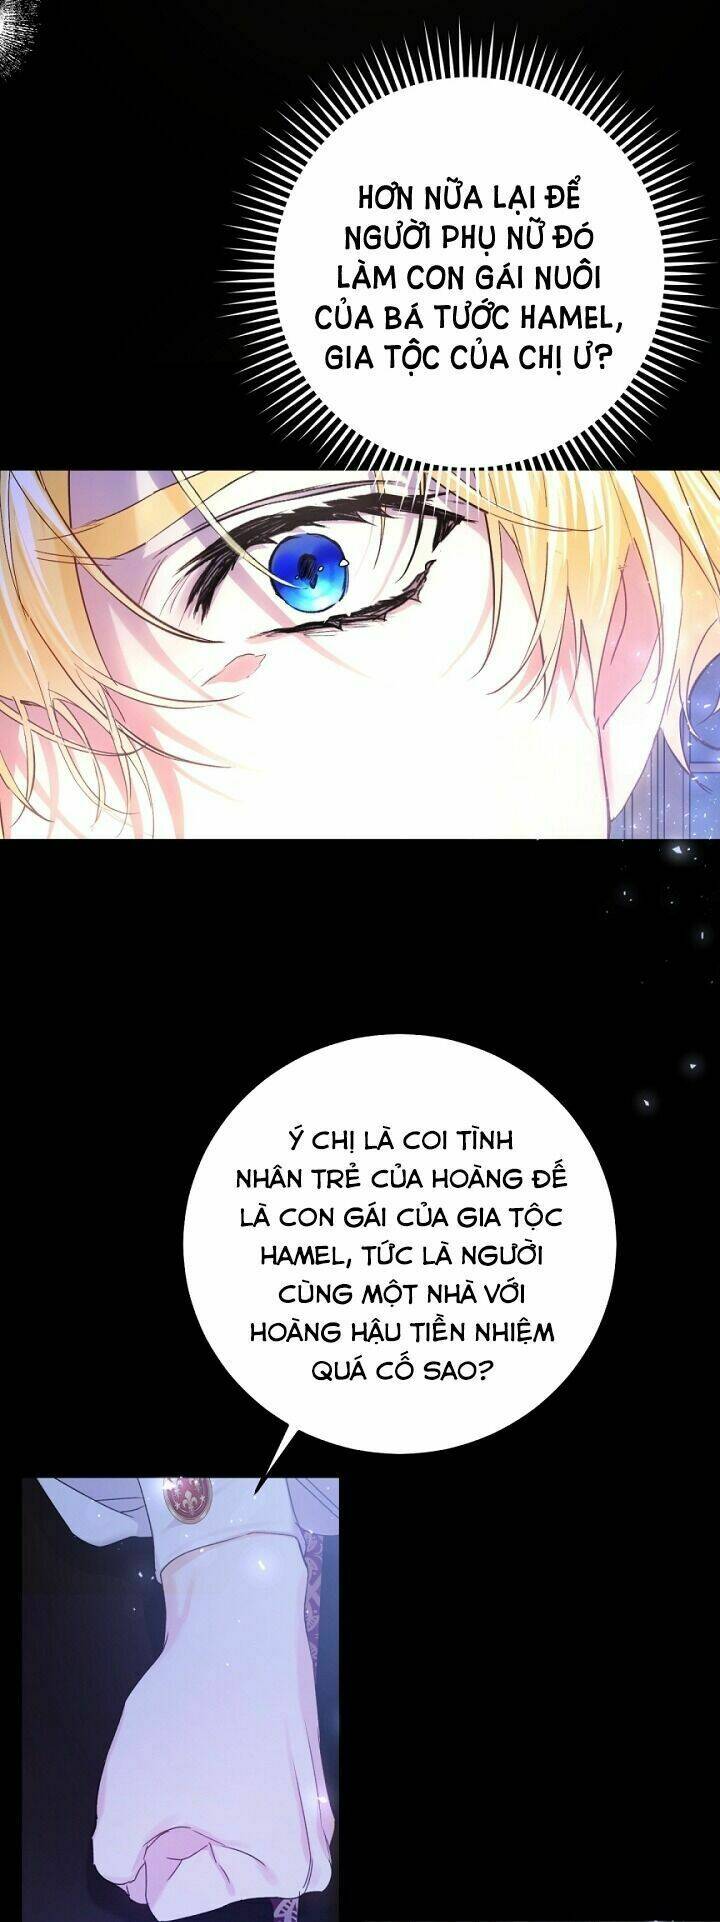 HƠN NỮA LẠI ĐỂ
NGƯỜI PHỤ NỮ ĐÓ
LÀM CON GÁI NUÔI
CỦA BÁ TƯỚC HAMEL,
GIA TỘC CỦA CHỊ Ư?
Ý CHỊ LÀ COI TÌNH
NHÂN TRẺ CỦA HOÀNG ĐẾ
LÀ CON GÁI CỦA GIA TỘC
HAMEL, TỨC LÀ NGƯỜI
CÙNG MỘT NHÀ VỚI
HOÀNG HẬU TIỀN NHIỆM
QUÁ CỐ SAO?